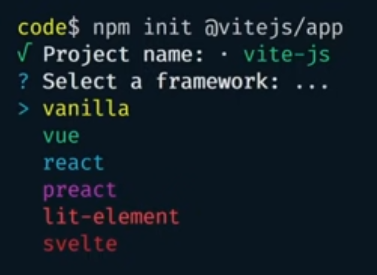 code$ npm init @vitejs/app
√ Project name: · vite-js
? Select a framework: ...
> vanilla
vue
react
preact
lit-element
svelte